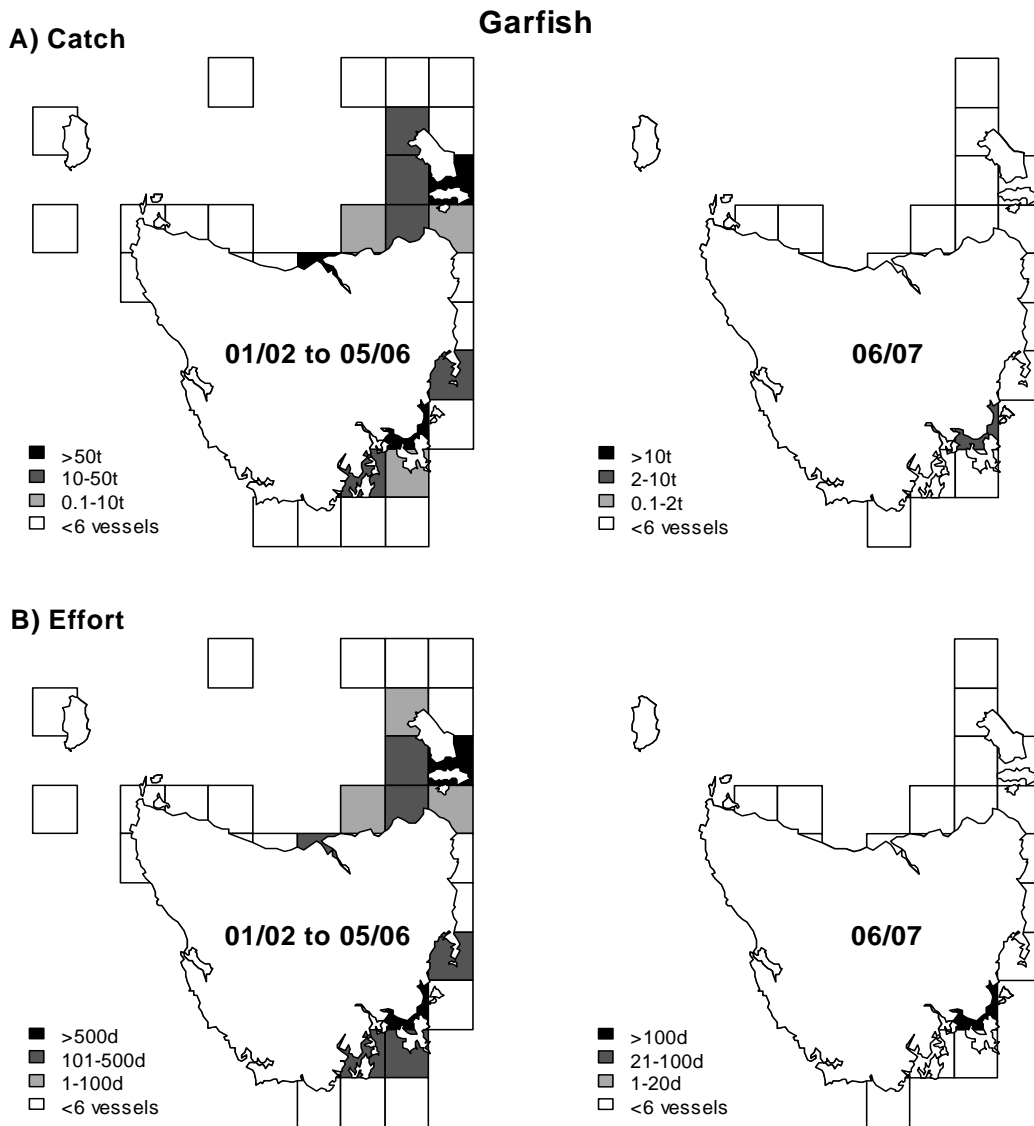 Garfish
A) Catch
01/02 to 05/06
>50t
10-50t
0.1-10t
<6 vessels
06/07
>10t
2-10t
0.1-2t
<6 vessels
B) Effort
01/02 to 05/06
>500d
101-500d
1-100d
<6 vessels
06/07
>100d
21-100d
1-20d
<6 vessels